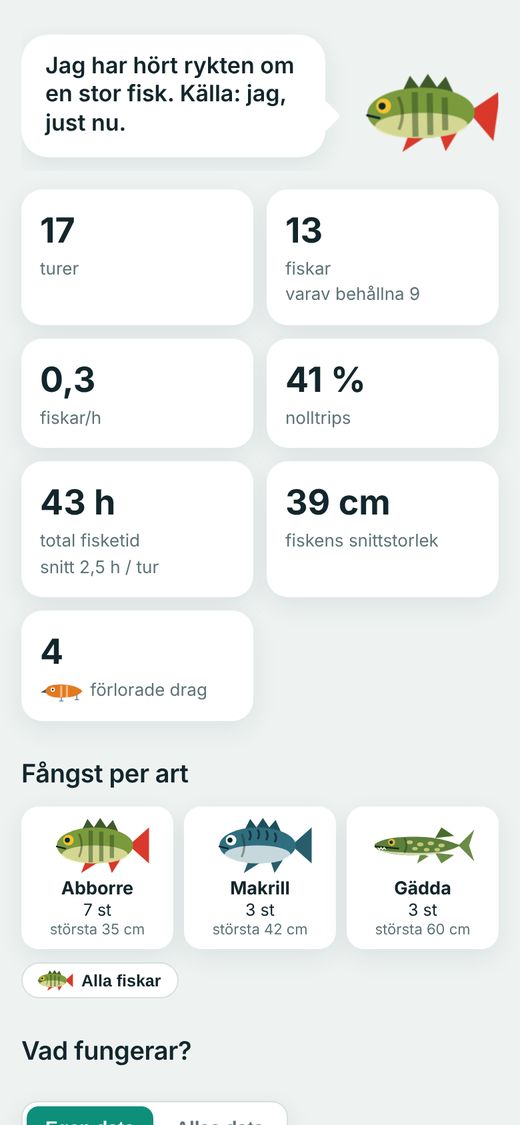 Jag har hört rykten om
en stor fisk. Källa: jag,
just nu.
17
turer
13
fiskar
varav behållna 9
0,3
fiskar/h
41 %
nolltrips
43 h
total fisketid
snitt 2,5 h / tur
39 cm
fiskens snittstorlek
4
förlorade drag
Fångst per art
Abborre
7 st
största 35 cm
Makrill
3 st
största 42 cm
Gädda
3 st
största 60 cm
Alla fiskar
Vad fungerar?